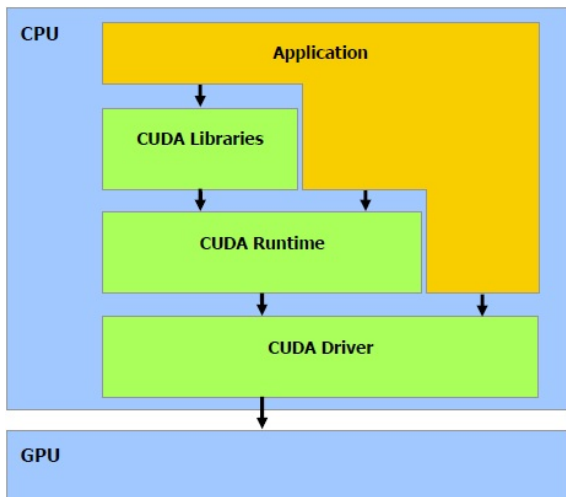 CPU
Application
CUDA Libraries
CUDA Runtime
CUDA Driver
GPU